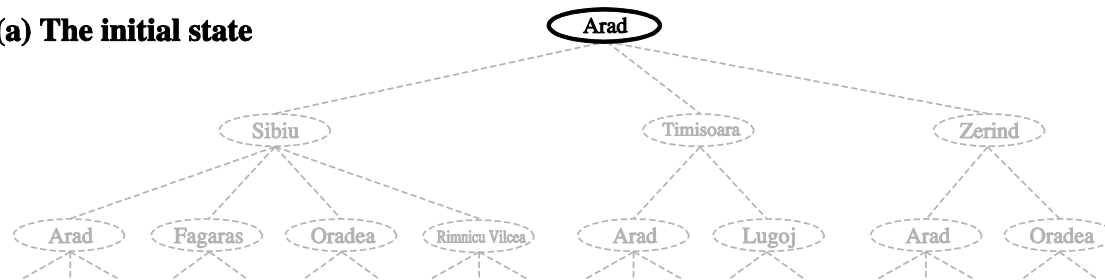 (a) The initial state
Arad
Sibiu
Timisoara
Zerind
Arad
Fagaras
Oradea
Rimnicu Vilcea
Arad
Lugoj
Arad
Oradea